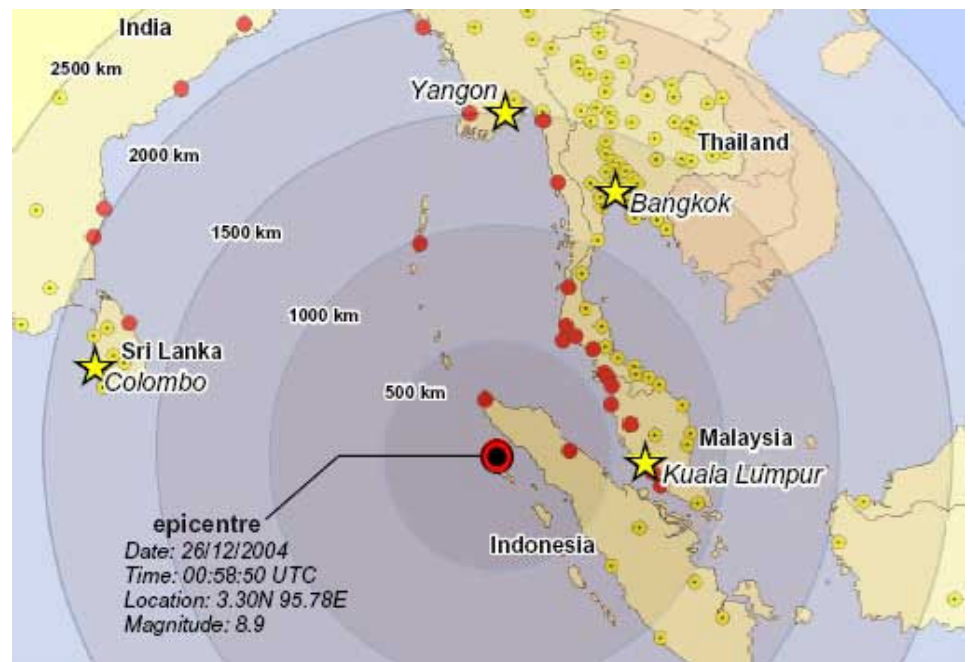 India
2500 km
Yangon
2000 km
Thailand
Bangkok
1500 km
1000 km
Sri Lanka
Colombo
500 km
Malaysia
Kuala Lumpur
epicentre
Date: 26/12/2004
Time: 00:58:50 UTC
Location: 3.30N 95.78E
Magnitude: 8.9
Indonesia